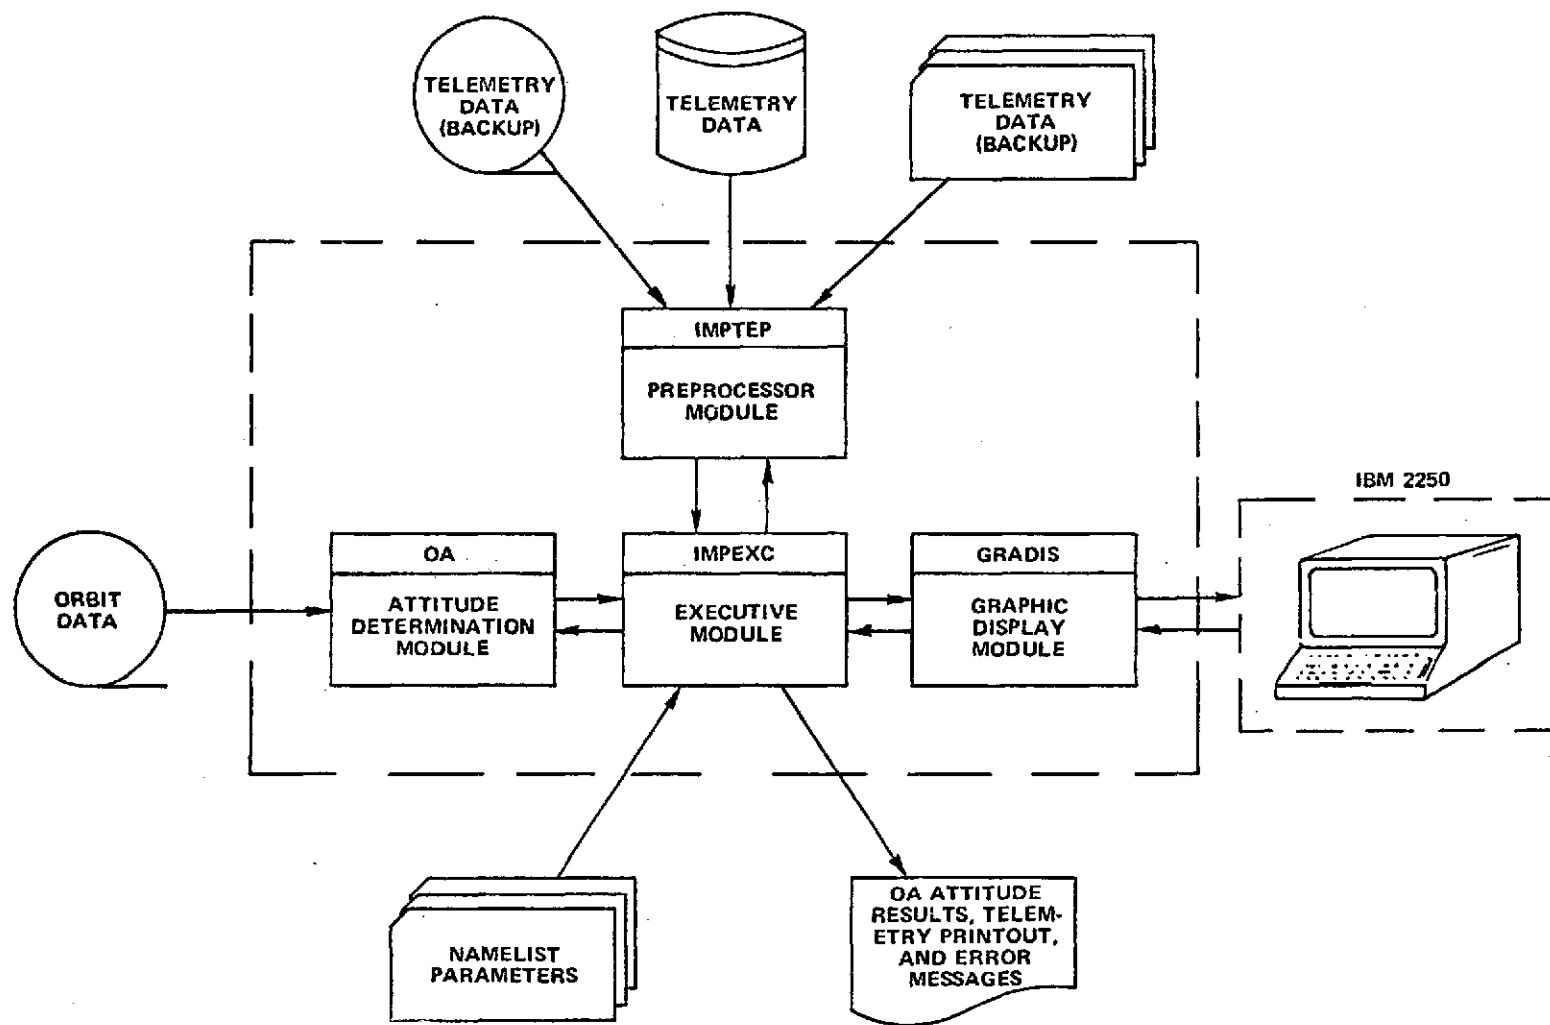 TELEMETRY
DATA
(BACKUP)
TELEMETRY
DATA
TELEMETRY
DATA
(BACKUP)
IMPTEP
PREPROCESSOR
MODULE
IBM 2250
ORBIT
DATA
OA
ATTITUDE
DETERMINATION
MODULE
IMPEXC
EXECUTIVE
MODULE
GRADIS
GRAPHIC
DISPLAY
MODULE
NAMELIST
PARAMETERS
OA ATTITUDE
RESULTS, TELEM-
ETRY PRINTOUT,
AND ERROR
MESSAGES